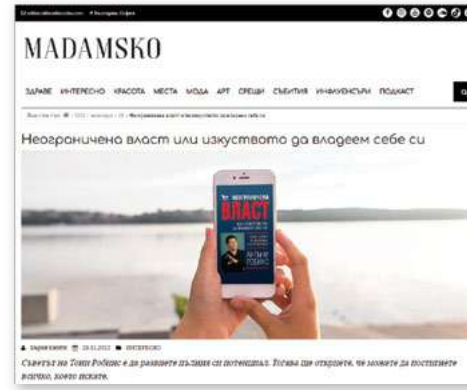 MADAMSKO
ЗДРАВЕ ИНТЕРЕСНО КРАСОТА МЕСТА МОДА АРТ СРЕЩИ СЪБИТИЯ ИНФЛУЕНСЪРИ ПОДКАСТ
Неограничена власт или изкуството да владеем себе си
НЕОГРАНИЧЕНА
ВЛАСТ
АНТЪНИ
РОБИНС
ИНТЕРЕСНО
Съветът на Тони Робинс е да развиете пълния си потенциал. Тогава ще откриете, че можете да постигнете
всичко, което искате.